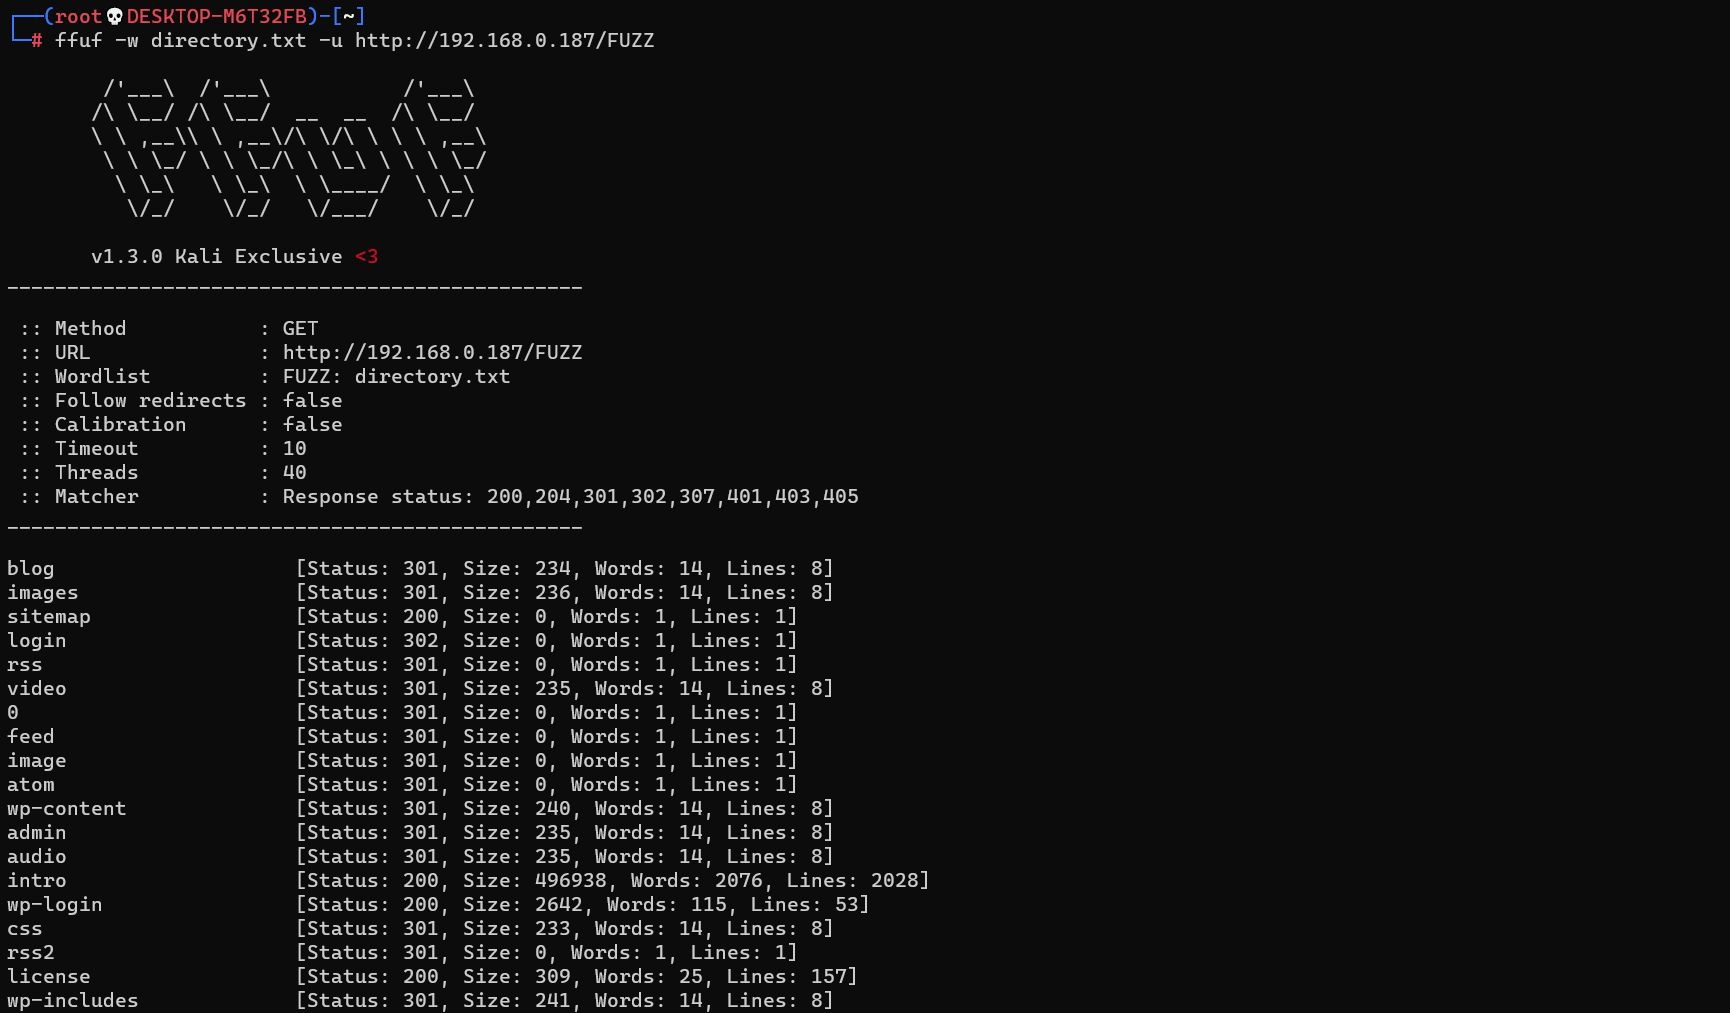 ┌──(root💀DESKTOP-M6T32FB)-[~]
└─# ffuf -w directory.txt -u http://192.168.0.187/FUZZ

        /'___\  /'___\           /'___\
       /\ \__/ /\ \__/  __  __  /\ \__/
       \ \ ,__\\ \ ,__\/\ \/\ \ \ \ ,__\
        \ \ \_/ \ \ \_/\ \ \_\ \ \ \ \_/
         \ \_\   \ \_\  \ \____/  \ \_\
          \/_/    \/_/   \/___/    \/_/

       v1.3.0 Kali Exclusive <3
________________________________________________

 :: Method           : GET
 :: URL              : http://192.168.0.187/FUZZ
 :: Wordlist         : FUZZ: directory.txt
 :: Follow redirects : false
 :: Calibration      : false
 :: Timeout          : 10
 :: Threads          : 40
 :: Matcher          : Response status: 200,204,301,302,307,401,403,405
________________________________________________

blog                    [Status: 301, Size: 234, Words: 14, Lines: 8]
images                  [Status: 301, Size: 236, Words: 14, Lines: 8]
sitemap                 [Status: 200, Size: 0, Words: 1, Lines: 1]
login                   [Status: 302, Size: 0, Words: 1, Lines: 1]
rss                     [Status: 301, Size: 0, Words: 1, Lines: 1]
video                   [Status: 301, Size: 235, Words: 14, Lines: 8]
0                       [Status: 301, Size: 0, Words: 1, Lines: 1]
feed                    [Status: 301, Size: 0, Words: 1, Lines: 1]
image                   [Status: 301, Size: 0, Words: 1, Lines: 1]
atom                    [Status: 301, Size: 0, Words: 1, Lines: 1]
wp-content              [Status: 301, Size: 240, Words: 14, Lines: 8]
admin                   [Status: 301, Size: 235, Words: 14, Lines: 8]
audio                   [Status: 301, Size: 235, Words: 14, Lines: 8]
intro                   [Status: 200, Size: 496938, Words: 2076, Lines: 2028]
wp-login                [Status: 200, Size: 2642, Words: 115, Lines: 53]
css                     [Status: 301, Size: 233, Words: 14, Lines: 8]
rss2                    [Status: 301, Size: 0, Words: 1, Lines: 1]
license                 [Status: 200, Size: 309, Words: 25, Lines: 157]
wp-includes             [Status: 301, Size: 241, Words: 14, Lines: 8]